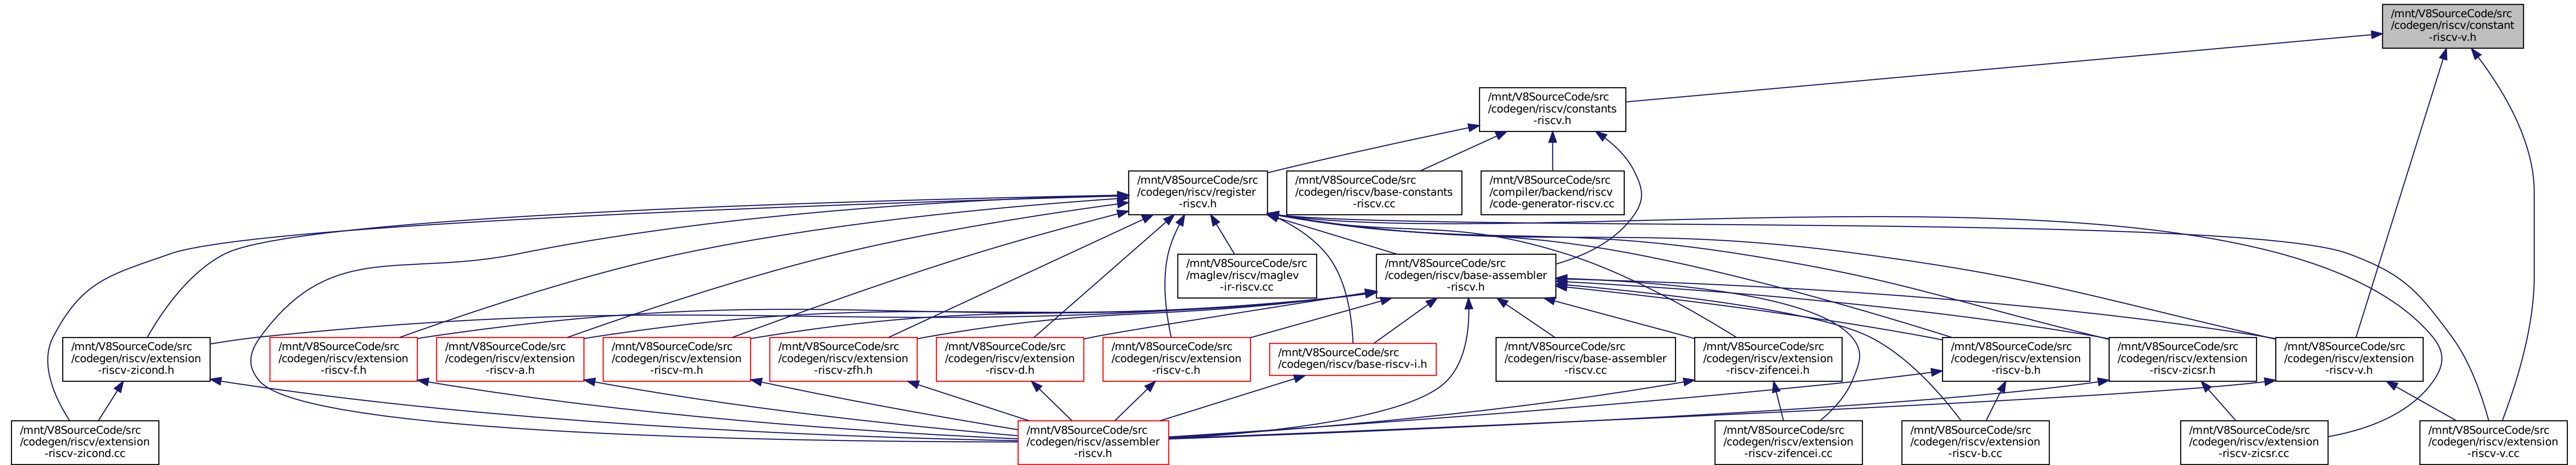 /mnt/V8SourceCode/src
/codegen/riscv/constant
-riscv-v.h
/mnt/V8SourceCode/src
/codegen/riscv/constants
-riscv.h
/mnt/V8SourceCode/src
/codegen/riscv/register
-riscv.h
/mnt/V8SourceCode/src
/codegen/riscv/base-constants
-riscv.cc
/mnt/V8SourceCode/src
/compiler/backend/riscv
/code-generator-riscv.cc
/mnt/V8SourceCode/src
/maglev/riscv/maglev
-ir-riscv.cc
/mnt/V8SourceCode/src
/codegen/riscv/base-assembler
-riscv.h
/mnt/V8SourceCode/src
/codegen/riscv/extension
-riscv-zicond.h
/mnt/V8SourceCode/src
/codegen/riscv/extension
-riscv-f.h
/mnt/V8SourceCode/src
/codegen/riscv/extension
-riscv-a.h
/mnt/V8SourceCode/src
/codegen/riscv/extension
-riscv-m.h
/mnt/V8SourceCode/src
/codegen/riscv/extension
-riscv-zfh.h
/mnt/V8SourceCode/src
/codegen/riscv/extension
-riscv-d.h
/mnt/V8SourceCode/src
/codegen/riscv/extension
-riscv-c.h
/mnt/V8SourceCode/src
/codegen/riscv/base-riscv-i.h
/mnt/V8SourceCode/src
/codegen/riscv/base-assembler
-riscv.cc
/mnt/V8SourceCode/src
/codegen/riscv/extension
-riscv-zifencei.h
/mnt/V8SourceCode/src
/codegen/riscv/extension
-riscv-b.h
/mnt/V8SourceCode/src
/codegen/riscv/extension
-riscv-zicsr.h
/mnt/V8SourceCode/src
/codegen/riscv/extension
-riscv-v.h
/mnt/V8SourceCode/src
/codegen/riscv/extension
-riscv-zicond.cc
/mnt/V8SourceCode/src
/codegen/riscv/assembler
-riscv.h
/mnt/V8SourceCode/src
/codegen/riscv/extension
-riscv-zifencei.cc
/mnt/V8SourceCode/src
/codegen/riscv/extension
-riscv-b.cc
/mnt/V8SourceCode/src
/codegen/riscv/extension
-riscv-zicsr.cc
/mnt/V8SourceCode/src
/codegen/riscv/extension
-riscv-v.cc